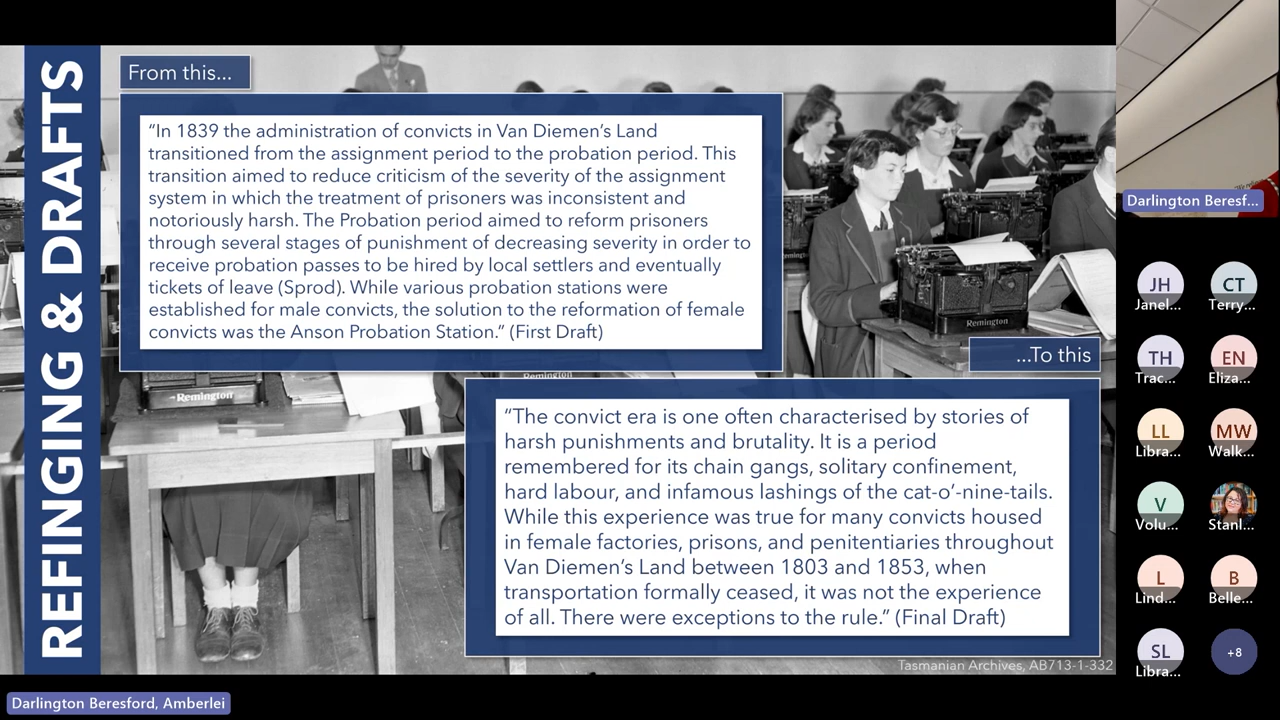 REFINING & DRAFTS
From this...
“In 1839 the administration of convicts in Van Diemen’s Land
transitioned from the assignment period to the probation period. This
transition aimed to reduce criticism of the severity of the assignment
system in which the treatment of prisoners was inconsistent and
notoriously harsh. The Probation period aimed to reform prisoners
through several stages of punishment of decreasing severity in order to
receive probation passes to be hired by local settlers and eventually
tickets of leave (Sprod). While various probation stations were
established for male convicts, the solution to the reformation of female
convicts was the Anson Probation Station.” (First Draft)
Remington
Remington
Remington
...To this
“The convict era is one often characterised by stories of
harsh punishments and brutality. It is a period
remembered for its chain gangs, solitary confinement,
hard labour, and infamous lashings of the cat-o’-nine-tails.
While this experience was true for many convicts housed
in female factories, prisons, and penitentiaries throughout
Van Diemen’s Land between 1803 and 1853, when
transportation formally ceased, it was not the experience
of all. There were exceptions to the rule.” (Final Draft)
Tasmanian Archives, AB713-1-332
Darlington Beresford, Amberlei
Darlington Beresf...
JH
Janel...
CT
Terry...
TH
Trac...
EN
Eliza...
LL
Libra...
MW
Walk...
V
Volu...
Stanl...
L
Lind...
B
Belle...
SL
Libra...
+8